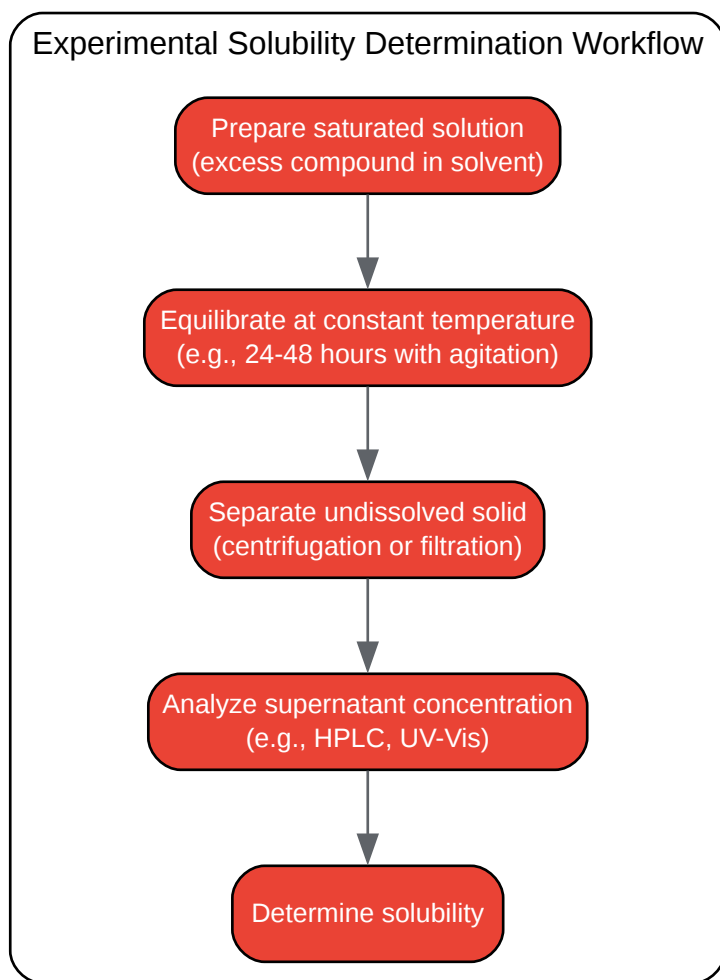 Experimental Solubility Determination Workflow
Prepare saturated solution
(excess compound in solvent)
Equilibrate at constant temperature
(e.g., 24-48 hours with agitation)
Separate undissolved solid
(centrifugation or filtration)
Analyze supernatant concentration
(e.g., HPLC, UV-Vis)
Determine solubility